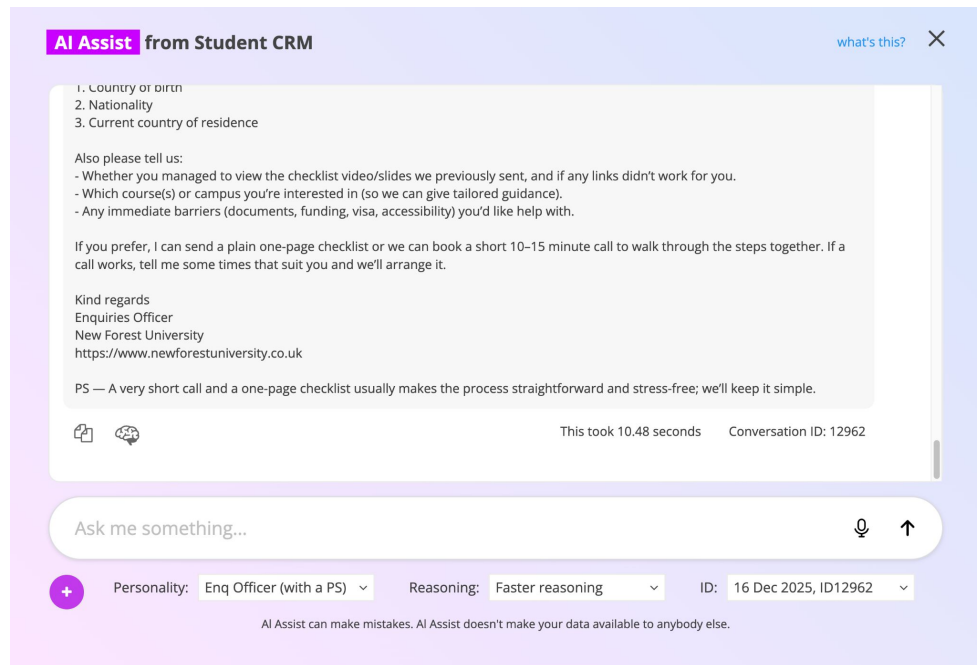 AI Assist from Student CRM
what's this?
1. Country of birth
2. Nationality
3. Current country of residence
Also please tell us:
- Whether you managed to view the checklist video/slides we previously sent, and if any links didn't work for you.
- Which course(s) or campus you're interested in (so we can give tailored guidance).
- Any immediate barriers (documents, funding, visa, accessibility) you'd like help with.
If you prefer, I can send a plain one-page checklist or we can book a short 10–15 minute call to walk through the steps together. If a
call works, tell me some times that suit you and we'll arrange it.
Kind regards
Enquiries Officer
New Forest University
https://www.newforestuniversity.co.uk
PS — A very short call and a one-page checklist usually makes the process straightforward and stress-free; we'll keep it simple.
This took 10.48 seconds Conversation ID: 12962
Ask me something...
Personality: Enq Officer (with a PS) Reasoning: Faster reasoning ID: 16 Dec 2025, ID12962
AI Assist can make mistakes. AI Assist doesn't make your data available to anybody else.